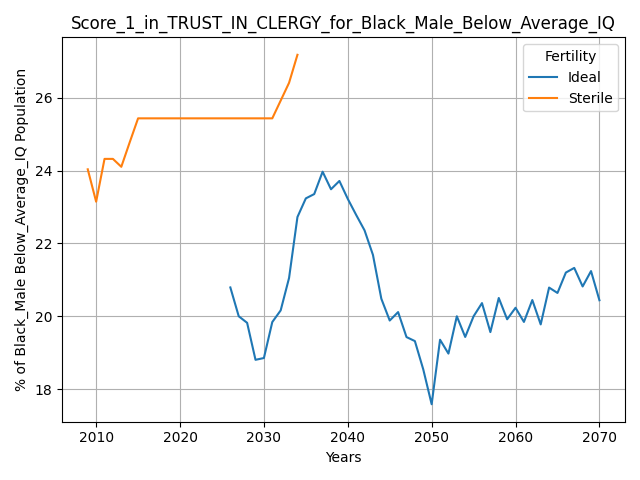 Score_1_in_TRUST_IN_CLERGY_for_Black_Male_Below_Average_IQ
Fertility
Ideal
Sterile
% of Black_Male Below_Average_IQ Population
26
24
22
20
18
2010
2020
2030
2040
2050
2060
2070
Years